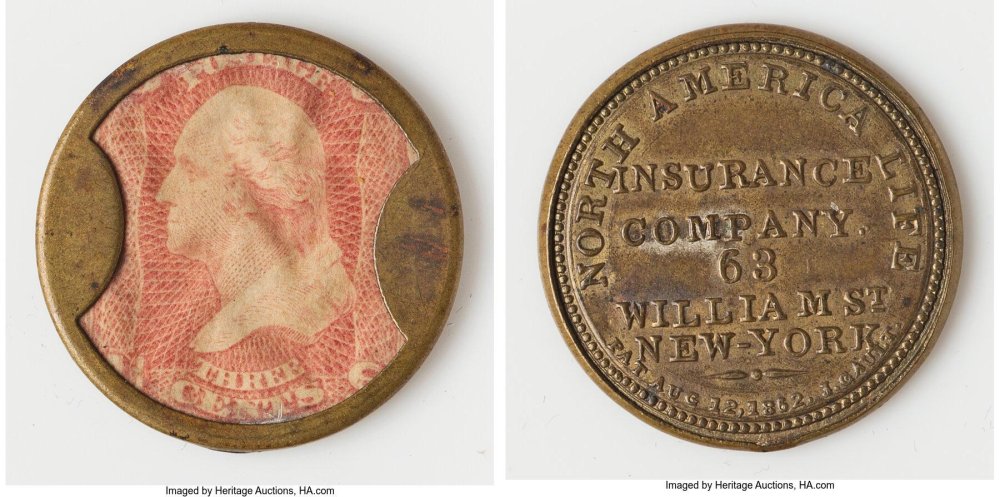 THREE
CENTS
NORTH AMERICA LIFE
INSURANCE
COMPANY.
63
WILLIAM ST
NEW-YORK
PAT. AUG 12, 1862. J. GAULT.
Imaged by Heritage Auctions, HA.com
Imaged by Heritage Auctions, HA.com